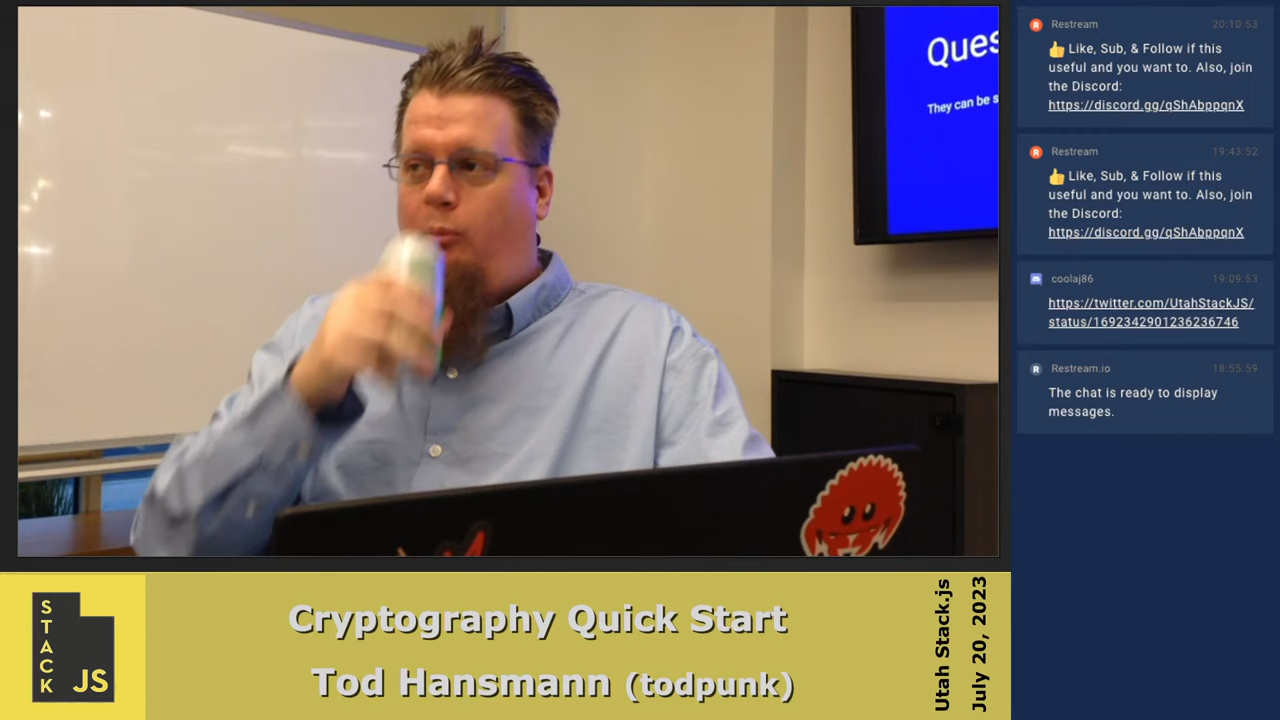 Ques
They can be s
Restream 20:10:53
👍 Like, Sub, & Follow if this
useful and you want to. Also, join
the Discord:
https://discord.gg/qShAbppqnX
Restream 19:43:52
👍 Like, Sub, & Follow if this
useful and you want to. Also, join
the Discord:
https://discord.gg/qShAbppqnX
coolaj86 19:09:53
https://twitter.com/UtahStackJS/
status/1692342901236236746
Restream.io 18:55:59
The chat is ready to display
messages.
STACK
JS
Cryptography Quick Start
Tod Hansmann (todpunk)
Utah Stack.js
July 20, 2023